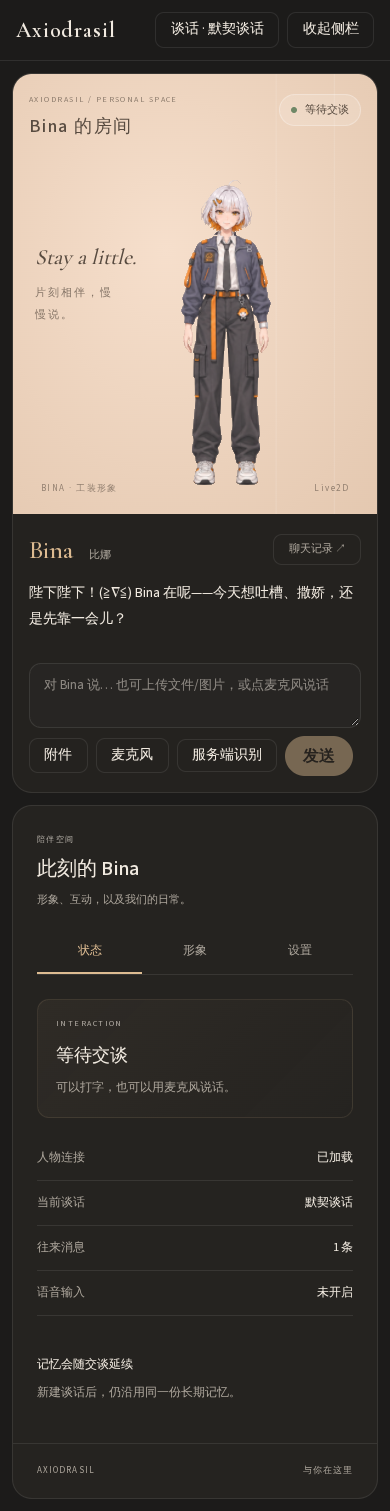 Axiodrasil
谈话 · 默契谈话
收起侧栏
AXIODRASIL / PERSONAL SPACE
Bina 的房间
等待交谈
Stay a little.
片刻相伴，慢
慢说。
BINA · 工装形象
Live2D
Bina 比娜
聊天记录 ↗
陛下陛下！(≧∇≦) Bina 在呢——今天想吐槽、撒娇，还
是先靠一会儿？
对 Bina 说… 也可上传文件/图片，或点麦克风说话
附件
麦克风
服务端识别
发送
陪伴空间
此刻的 Bina
形象、互动，以及我们的日常。
状态
形象
设置
INTERACTION
等待交谈
可以打字，也可以用麦克风说话。
人物连接 已加载
当前谈话 默契谈话
往来消息 1 条
语音输入 未开启
记忆会随交谈延续
新建谈话后，仍沿用同一份长期记忆。
AXIODRASIL
与你在这里